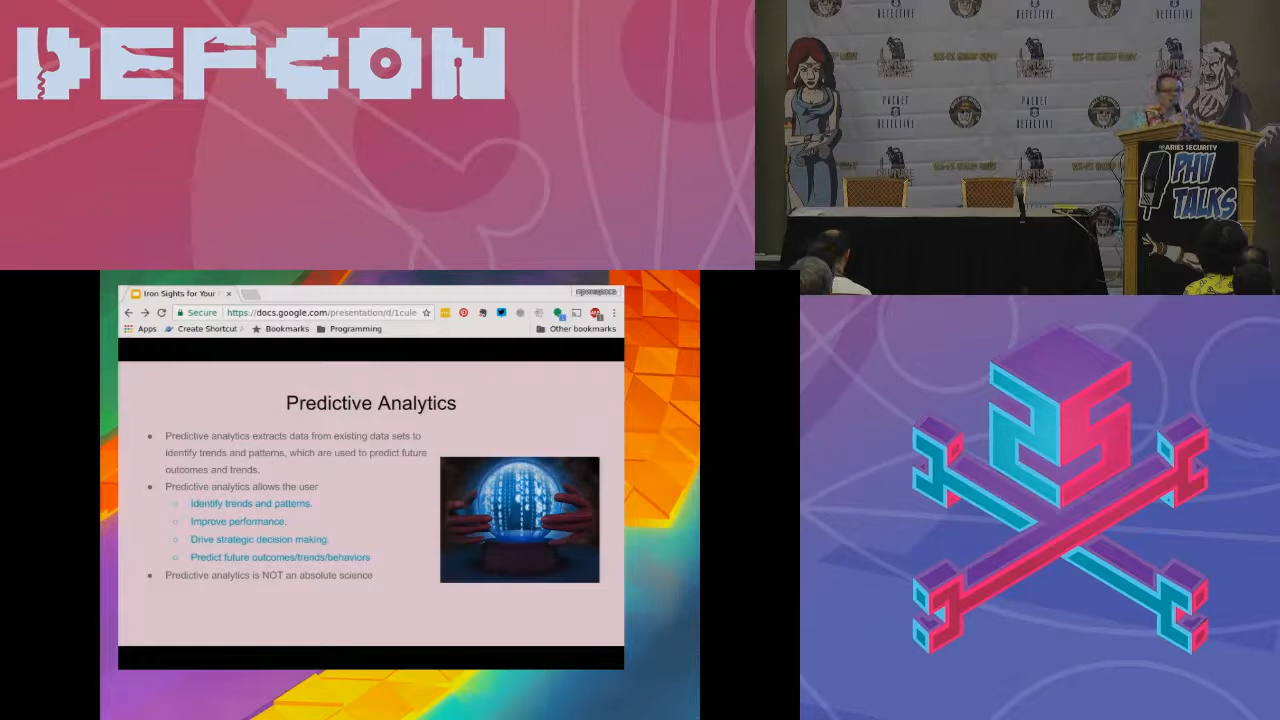 DEFCON
PACKET
DETECTIVE
PACKET
DETECTIVE
ARIES SECURITY
PHV
TALKS
Iron Sights for Your
Secure
https://docs.google.com/presentation/d/1cule
Apps
Bookmarks
Programming
Other bookmarks
Predictive Analytics
● Predictive analytics extracts data from existing data sets to
identify trends and patterns, which are used to predict future
outcomes and trends.
● Predictive analytics allows the user
○ Identify trends and patterns.
○ Improve performance.
○ Drive strategic decision making.
○ Predict future outcomes/trends/behaviors
● Predictive analytics is NOT an absolute science
25